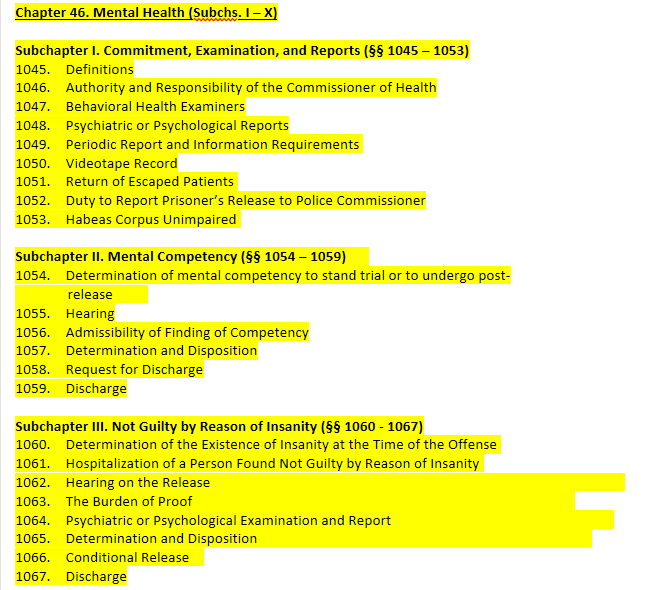 Chapter 46. Mental Health (Subchs. I – X)
Subchapter I. Commitment, Examination, and Reports (§§ 1045 – 1053)
1045. Definitions
1046. Authority and Responsibility of the Commissioner of Health
1047. Behavioral Health Examiners
1048. Psychiatric or Psychological Reports
1049. Periodic Report and Information Requirements
1050. Videotape Record
1051. Return of Escaped Patients
1052. Duty to Report Prisoner’s Release to Police Commissioner
1053. Habeas Corpus Unimpaired
Subchapter II. Mental Competency (§§ 1054 – 1059)
1054. Determination of mental competency to stand trial or to undergo post-
release
1055. Hearing
1056. Admissibility of Finding of Competency
1057. Determination and Disposition
1058. Request for Discharge
1059. Discharge
Subchapter III. Not Guilty by Reason of Insanity (§§ 1060 - 1067)
1060. Determination of the Existence of Insanity at the Time of the Offense
1061. Hospitalization of a Person Found Not Guilty by Reason of Insanity
1062. Hearing on the Release
1063. The Burden of Proof
1064. Psychiatric or Psychological Examination and Report
1065. Determination and Disposition
1066. Conditional Release
1067. Discharge